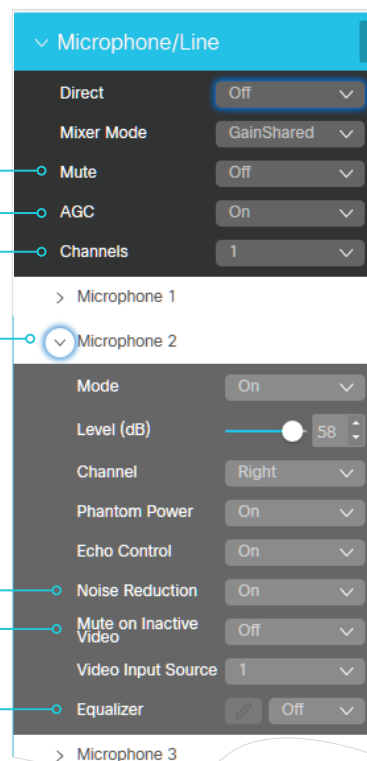 Microphone/Line
Direct Off
Mixer Mode GainShared
Mute Off
AGC On
Channels 1
Microphone 1
Microphone 2
Mode On
Level (dB) 58
Channel Right
Phantom Power On
Echo Control On
Noise Reduction On
Mute on Inactive
Video Off
Video Input Source 1
Equalizer Off
Microphone 3